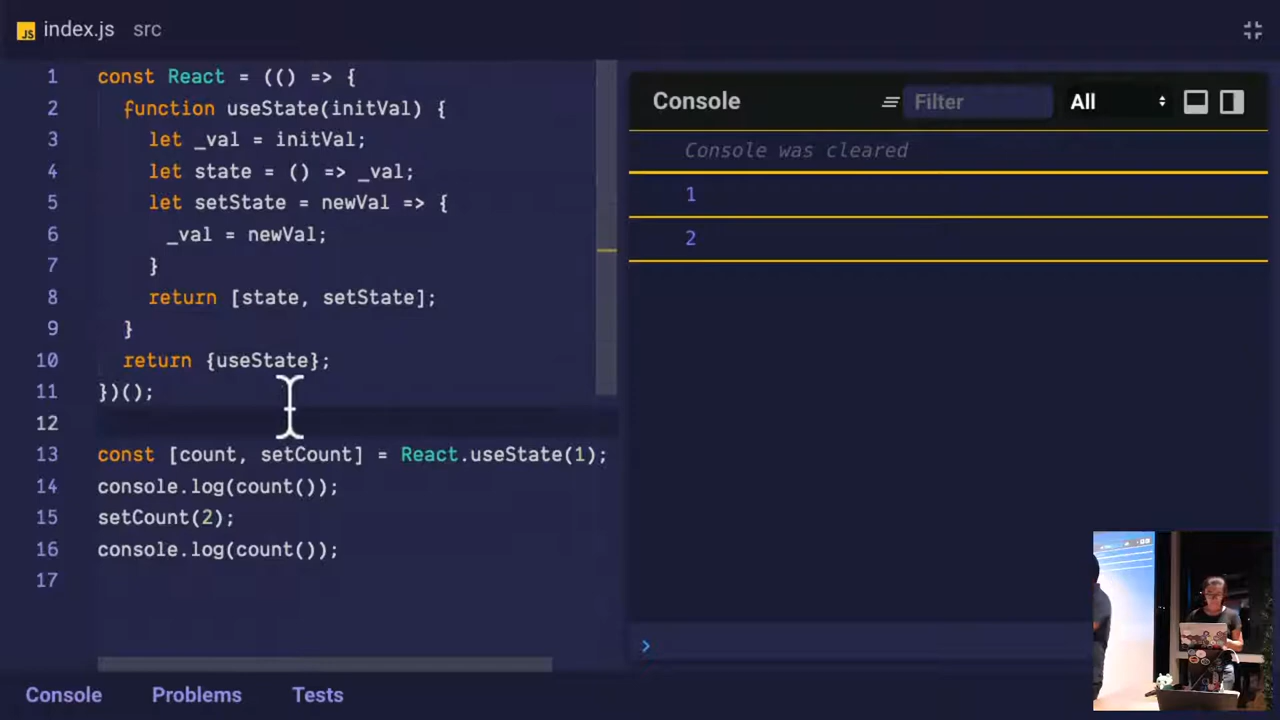 JS index.js src
1 const React = (() => {
2 function useState(initVal) {
3 let _val = initVal;
4 let state = () => _val;
5 let setState = newVal => {
6 _val = newVal;
7 }
8 return [state, setState];
9 }
10 return {useState};
11 })();
12
13 const [count, setCount] = React.useState(1);
14 console.log(count());
15 setCount(2);
16 console.log(count());
17
Console Filter All
Console was cleared
1
2
>
Console Problems Tests